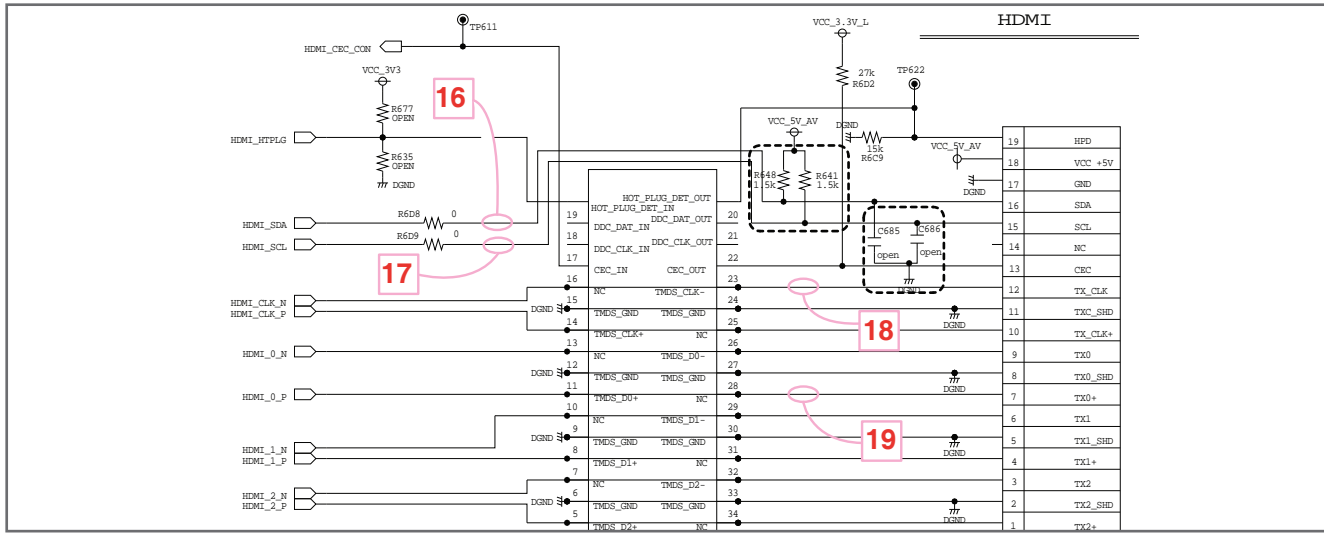 HDMI
TP611
HDMI_CEC_CON
VCC_3.3V_L
27k
R6D2
TP622
VCC_3V3
R677
OPEN
HDMI_HTPLG
R635
OPEN
DGND
16
VCC_5V_AV
DGND
15k
R6C9
VCC_5V_AV
DGND
R648
1.5k
R641
1.5k
HDMI_SDA
R6D8
0
HDMI_SCL
R6D9
0
17
C685
open
C686
open
DGND
HOT_PLUG_DET_OUT
HOT_PLUG_DET_IN
19
DDC_DAT_OUT
20
DDC_DAT_IN
18
DDC_CLK_OUT
21
DDC_CLK_IN
17
CEC_IN
CEC_OUT
22
16
NC
TMDS_CLK-
23
HDMI_CLK_N
HDMI_CLK_P
DGND
15
TMDS_GND
TMDS_GND
24
DGND
14
TMDS_CLK+
NC
25
18
HDMI_0_N
13
NC
TMDS_D0-
26
DGND
12
TMDS_GND
TMDS_GND
27
DGND
HDMI_0_P
11
TMDS_D0+
NC
28
10
NC
TMDS_D1-
29
19
DGND
9
TMDS_GND
TMDS_GND
30
DGND
HDMI_1_N
HDMI_1_P
8
TMDS_D1+
NC
31
7
NC
TMDS_D2-
32
HDMI_2_N
HDMI_2_P
DGND
6
TMDS_GND
TMDS_GND
33
DGND
5
TMDS_D2+
NC
34
19 HPD
18 VCC +5V
17 GND
16 SDA
15 SCL
14 NC
13 CEC
12 TX_CLK
11 TXC_SHD
10 TX_CLK+
9 TX0
8 TX0_SHD
7 TX0+
6 TX1
5 TX1_SHD
4 TX1+
3 TX2
2 TX2_SHD
1 TX2+